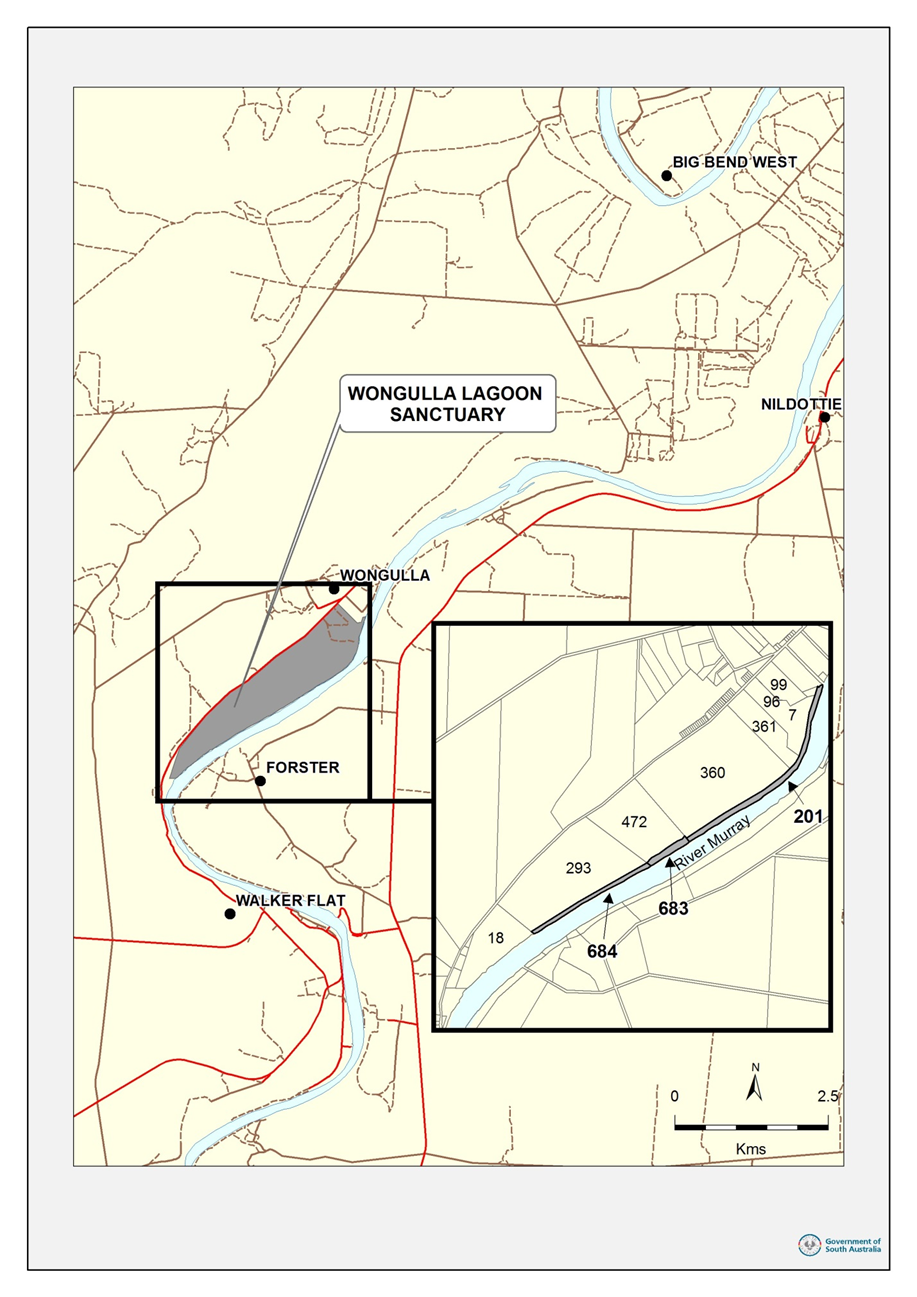 BIG BEND WEST
WONGULLA LAGOON
SANCTUARY
NILDOTTIE
WONGULLA
FORSTER
WALKER FLAT
99
96
7
361
360
201
472
River Murray
293
683
18
684
N
0
2.5
Kms
Government of
South Australia